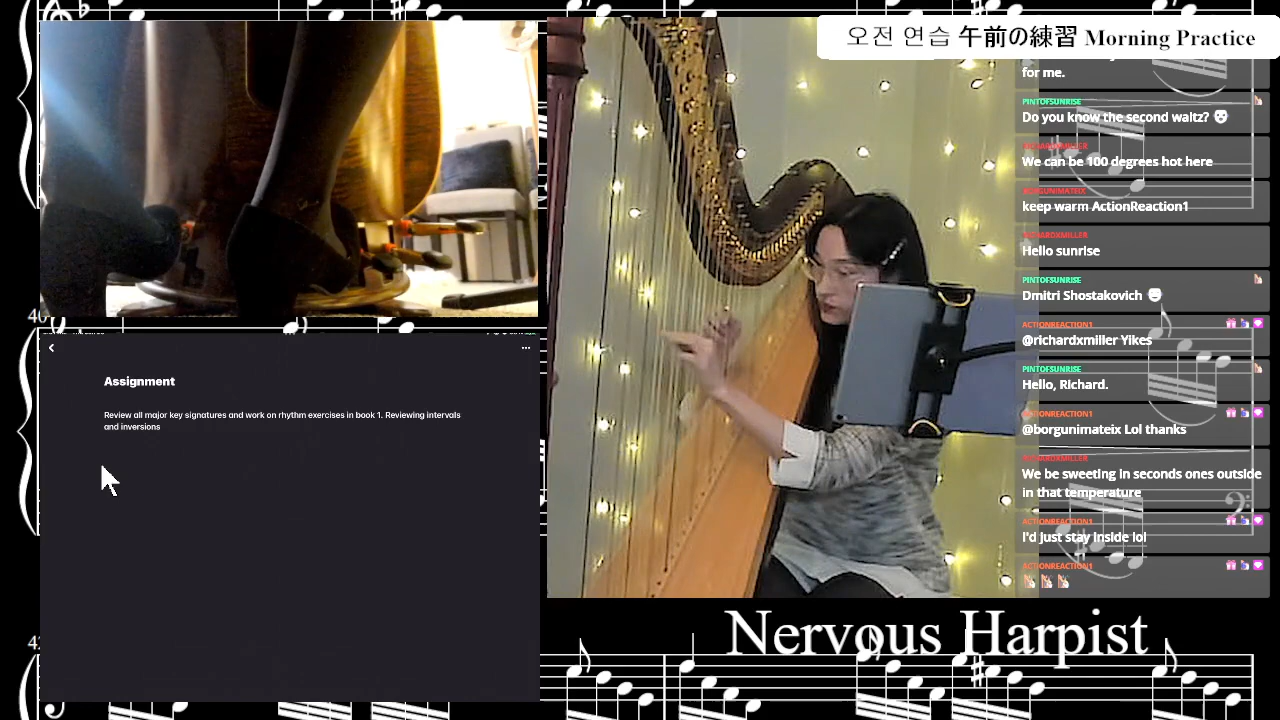 오전 연습 午前の練習 Morning Practice
for me.
PINTOFSUNRISE
Do you know the second waltz?
RICHARDXMILLER
We can be 100 degrees hot here
BORGUNIMATEIX
keep warm ActionReaction1
RICHARDXMILLER
Hello sunrise
PINTOFSUNRISE
Dmitri Shostakovich
ACTIONREACTION1
@richardxmiller Yikes
PINTOFSUNRISE
Hello, Richard.
ACTIONREACTION1
@borgunimateix Lol thanks
RICHARDXMILLER
We be sweeting in seconds ones outside
in that temperature
ACTIONREACTION1
I'd just stay inside lol
ACTIONREACTION1
Assignment
Review all major key signatures and work on rhythm exercises in book 1. Reviewing intervals
and inversions
Nervous Harpist